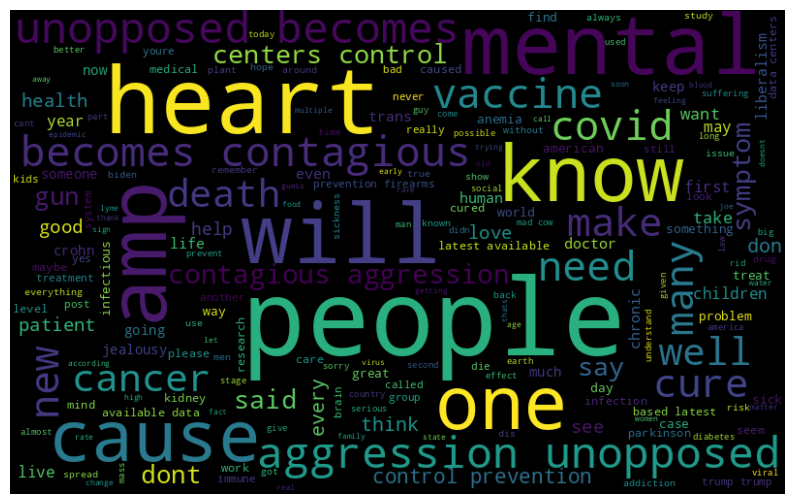 unopposed becomes
today
youre
find
always
study
used
mental
better
centers control
come
data centers
liberalism
now
medical
plant
hope
around
bad
caused
away
heart
never
guy
vaccine
keep
blood
soon
feeling
suffering
health
part
cant
multiple
trans
call
year
really
possible
without
anemia
covid
want
time
may
epidemic
becomes contagious
someone
even
true
american
still
trying
long
issue
doesnt
kids
biden
remember
early
know
old
symptom
gun
death
prevention firearms
show
social
human
first
look
system
guess
rare
cured
take
joe
lyme
sign
thank
food
sickness
mad cow
good
amp
will
man
known
didn
make
something
big
help
world
law
crohn
yes
life
prevent
love
latest available
doctor
many
don
drug
rid
maybe
infectious
treatment
contagious aggression
need
treat
everything
another
getting
thats
chronic
given
water
level
post
way
people
back
children
understand
america
patient
going
use
research
age
problem
jealousy
please
let
men
care
virus
second
die
earth
well
new
according
stage
sorry
great
effect
much
say
cancer
mind
kidney
said
every
brain
country
called
one
day
cure
sick
available data
high
fact
serious
group
infection
see
seem
matter
almost
give
think
based latest
risk
women
cause
rate
family
state
dis
case
parkinson
diabetes
live
spread
mass
dont
work
got
aggression unopposed
change
immune
real
control prevention
addiction
trump trump
viral